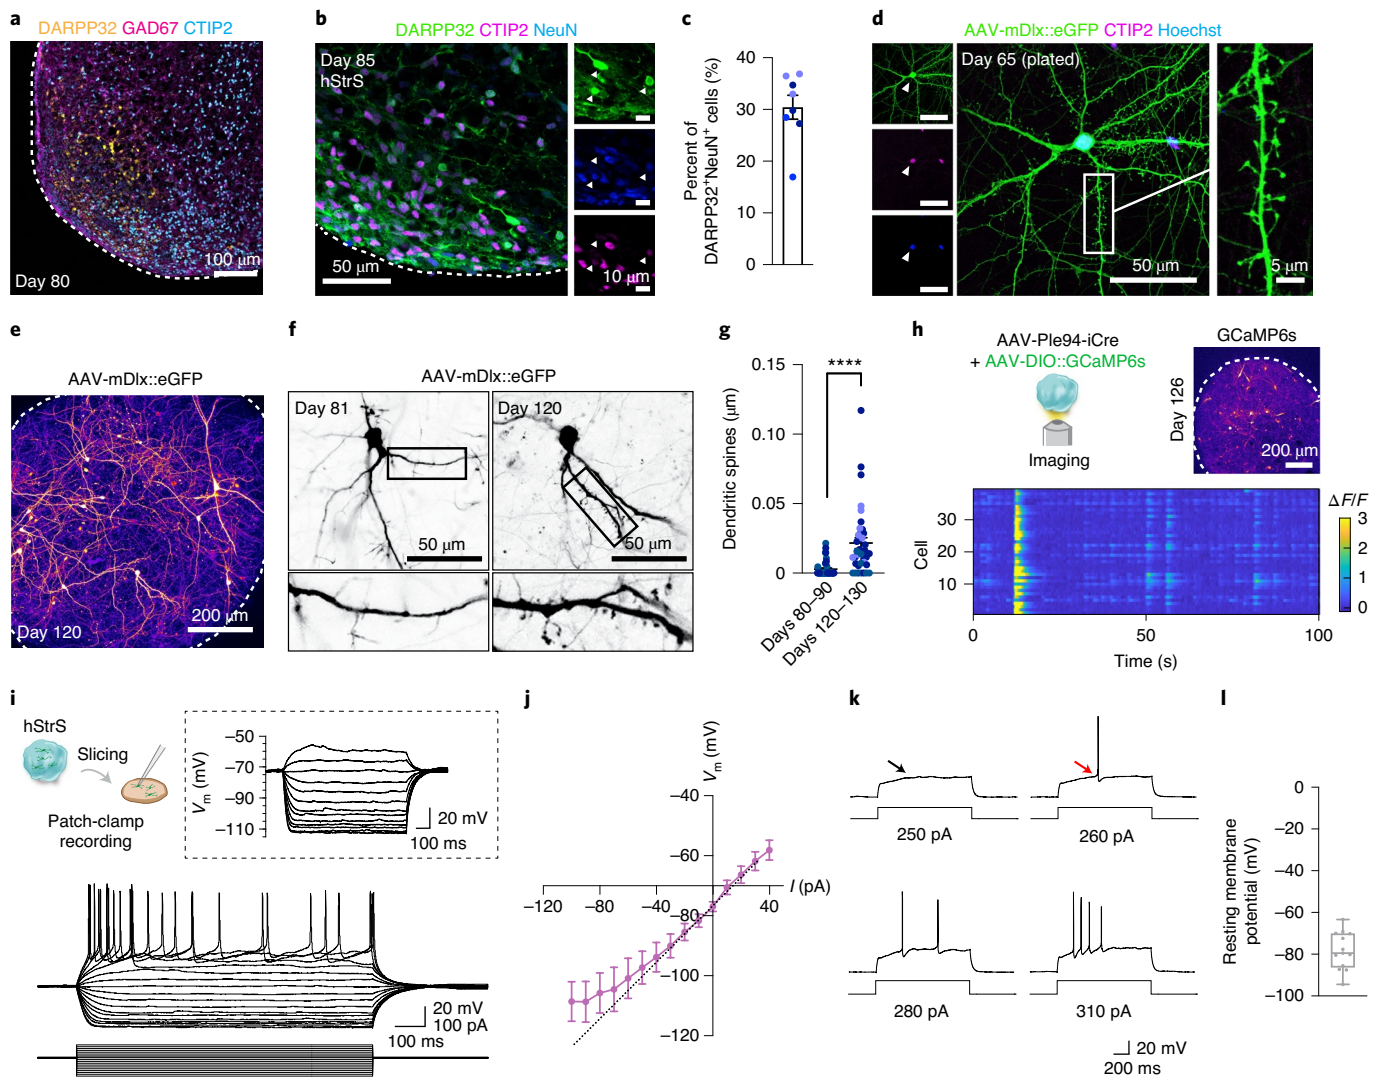 a
DARPP32 GAD67 CTIP2
Day 80
100 μm
b
DARPP32 CTIP2 NeuN
Day 85
hStrS
50 μm
10 μm
c
Percent of
DARPP32+NeuN+ cells (%)
40
30
20
10
0
d
AAV-mDlx::eGFP CTIP2 Hoechst
Day 65 (plated)
50 μm
5 μm
e
AAV-mDlx::eGFP
200 μm
Day 120
f
AAV-mDlx::eGFP
Day 81
Day 120
50 μm
50 μm
g
Dendritic spines (μm)
0.15
0.10
0.05
0
****
Days 80–90
Days 120–130
h
AAV-Ple94-iCre
+ AAV-DIO::GCaMP6s
Imaging
GCaMP6s
Day 126
200 μm
Cell
30
20
10
0
50
100
Time (s)
ΔF/F
3
2
1
0
i
hStrS
Slicing
Patch-clamp
recording
Vm (mV)
−50
−70
−90
−110
20 mV
100 ms
20 mV
100 pA
100 ms
j
Vm (mV)
−40
−60
I (pA)
−120
−80
−40
40
−80
−100
−120
k
250 pA
260 pA
280 pA
310 pA
20 mV
200 ms
l
Resting membrane
potential (mV)
0
−20
−40
−60
−80
−100